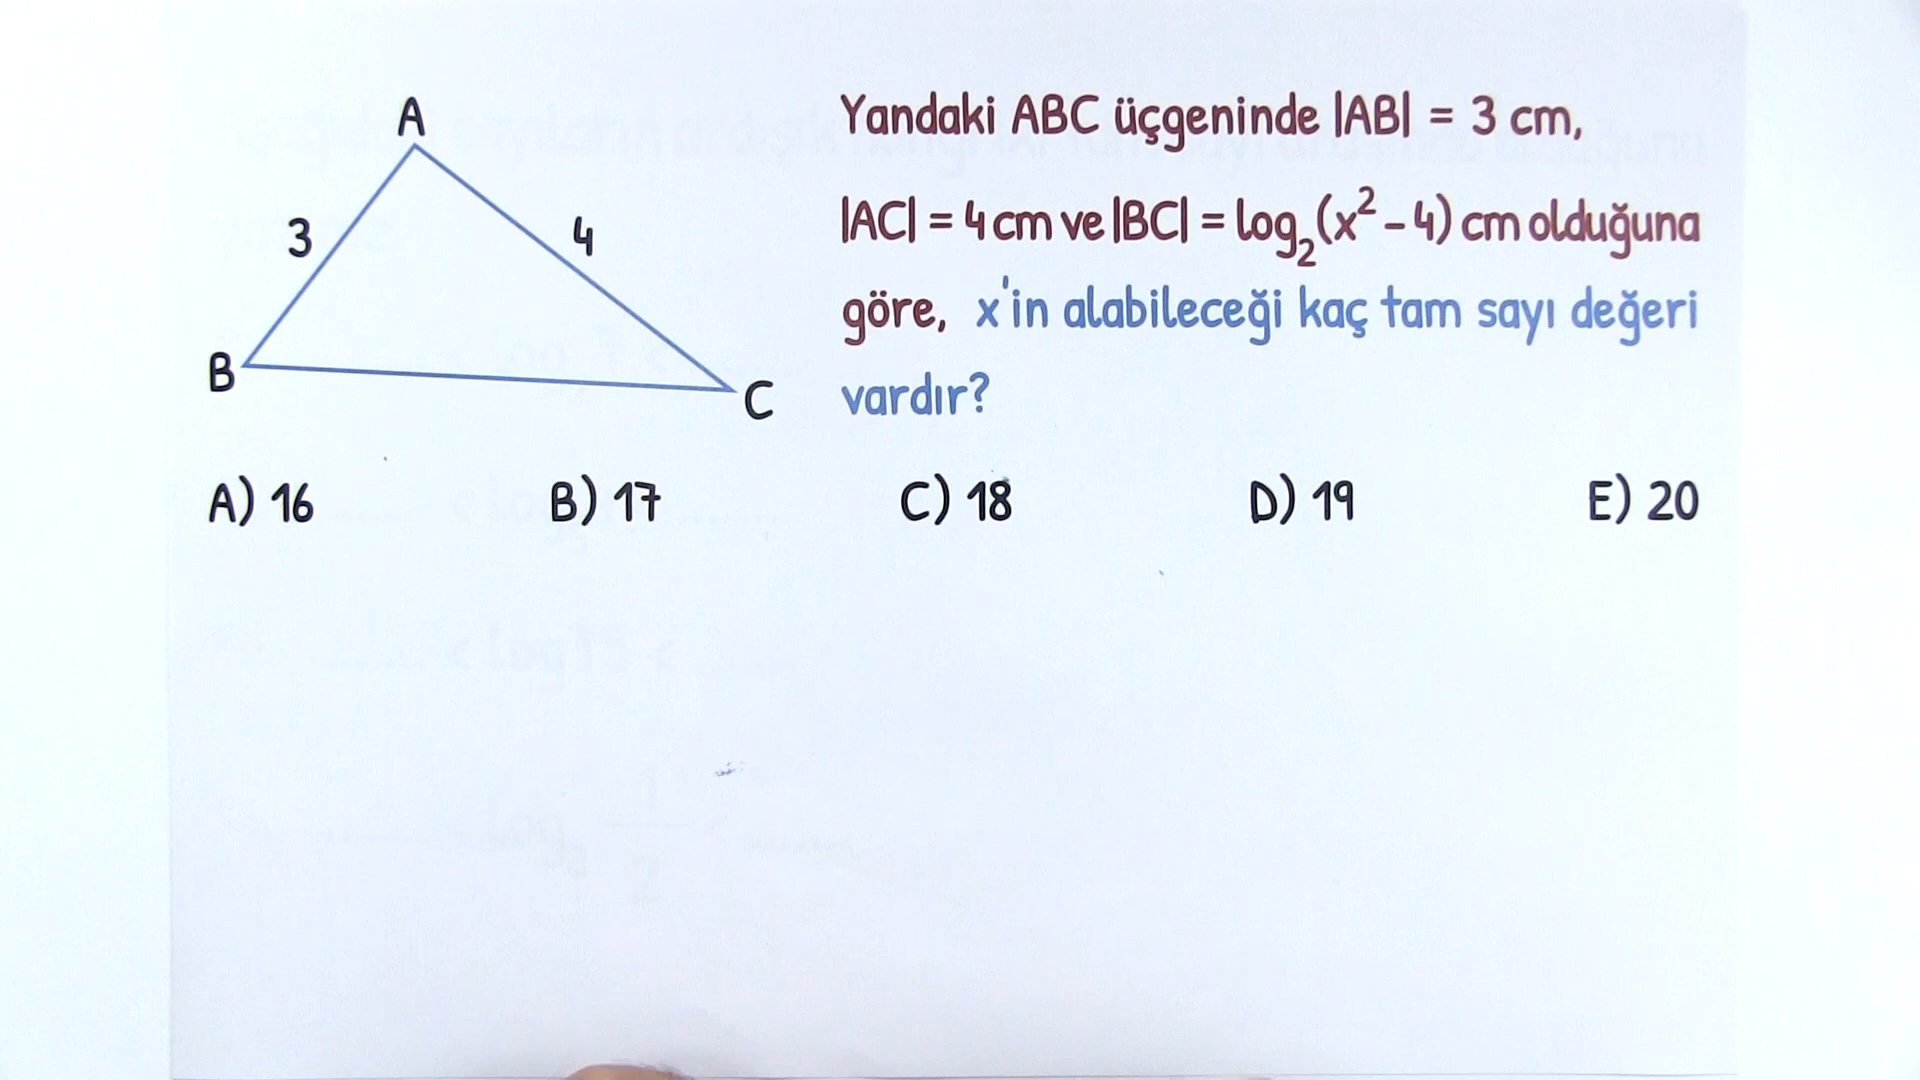 A
3
4
B
C
Yandaki ABC üçgeninde |AB| = 3 cm,
|AC| = 4 cm ve |BC| = log₂(x² - 4) cm olduğuna
göre, x'in alabileceği kaç tam sayı değeri
vardır?
A) 16 B) 17 C) 18 D) 19 E) 20